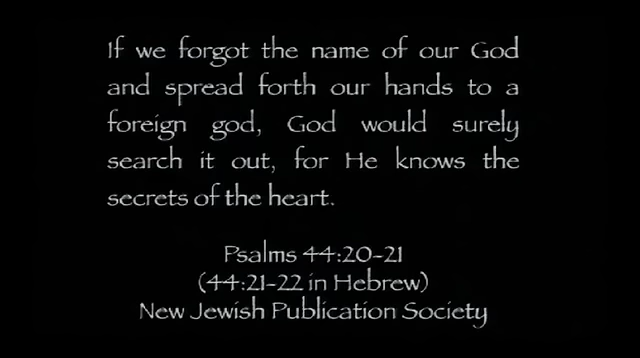 If we forgot the name of our God
and spread forth our hands to a
foreign god, God would surely
search it out, for He knows the
secrets of the heart.
Psalms 44:20-21
(44:21-22 in Hebrew)
New Jewish Publication Society